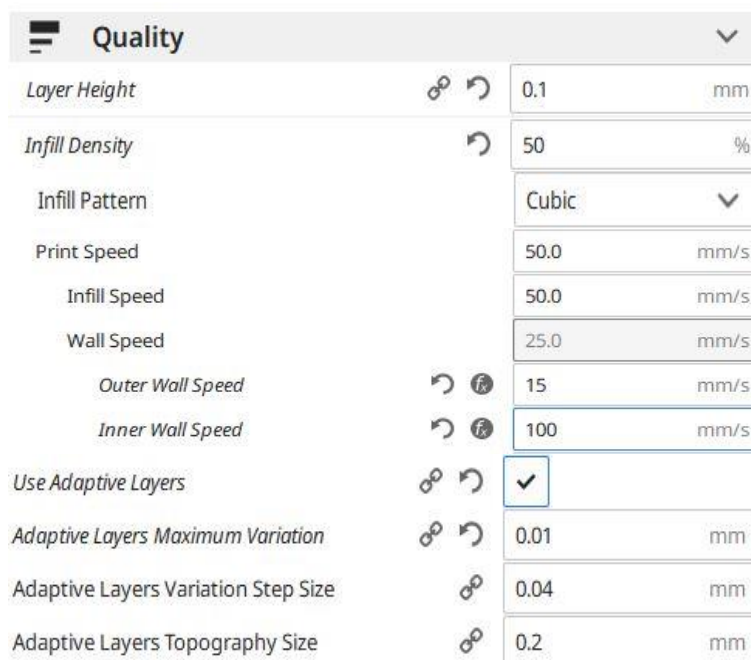 Quality
Layer Height 0.1 mm
Infill Density 50 %
Infill Pattern Cubic
Print Speed 50.0 mm/s
Infill Speed 50.0 mm/s
Wall Speed 25.0 mm/s
Outer Wall Speed fx 15 mm/s
Inner Wall Speed fx 100 mm/s
Use Adaptive Layers
Adaptive Layers Maximum Variation 0.01 mm
Adaptive Layers Variation Step Size 0.04 mm
Adaptive Layers Topography Size 0.2 mm